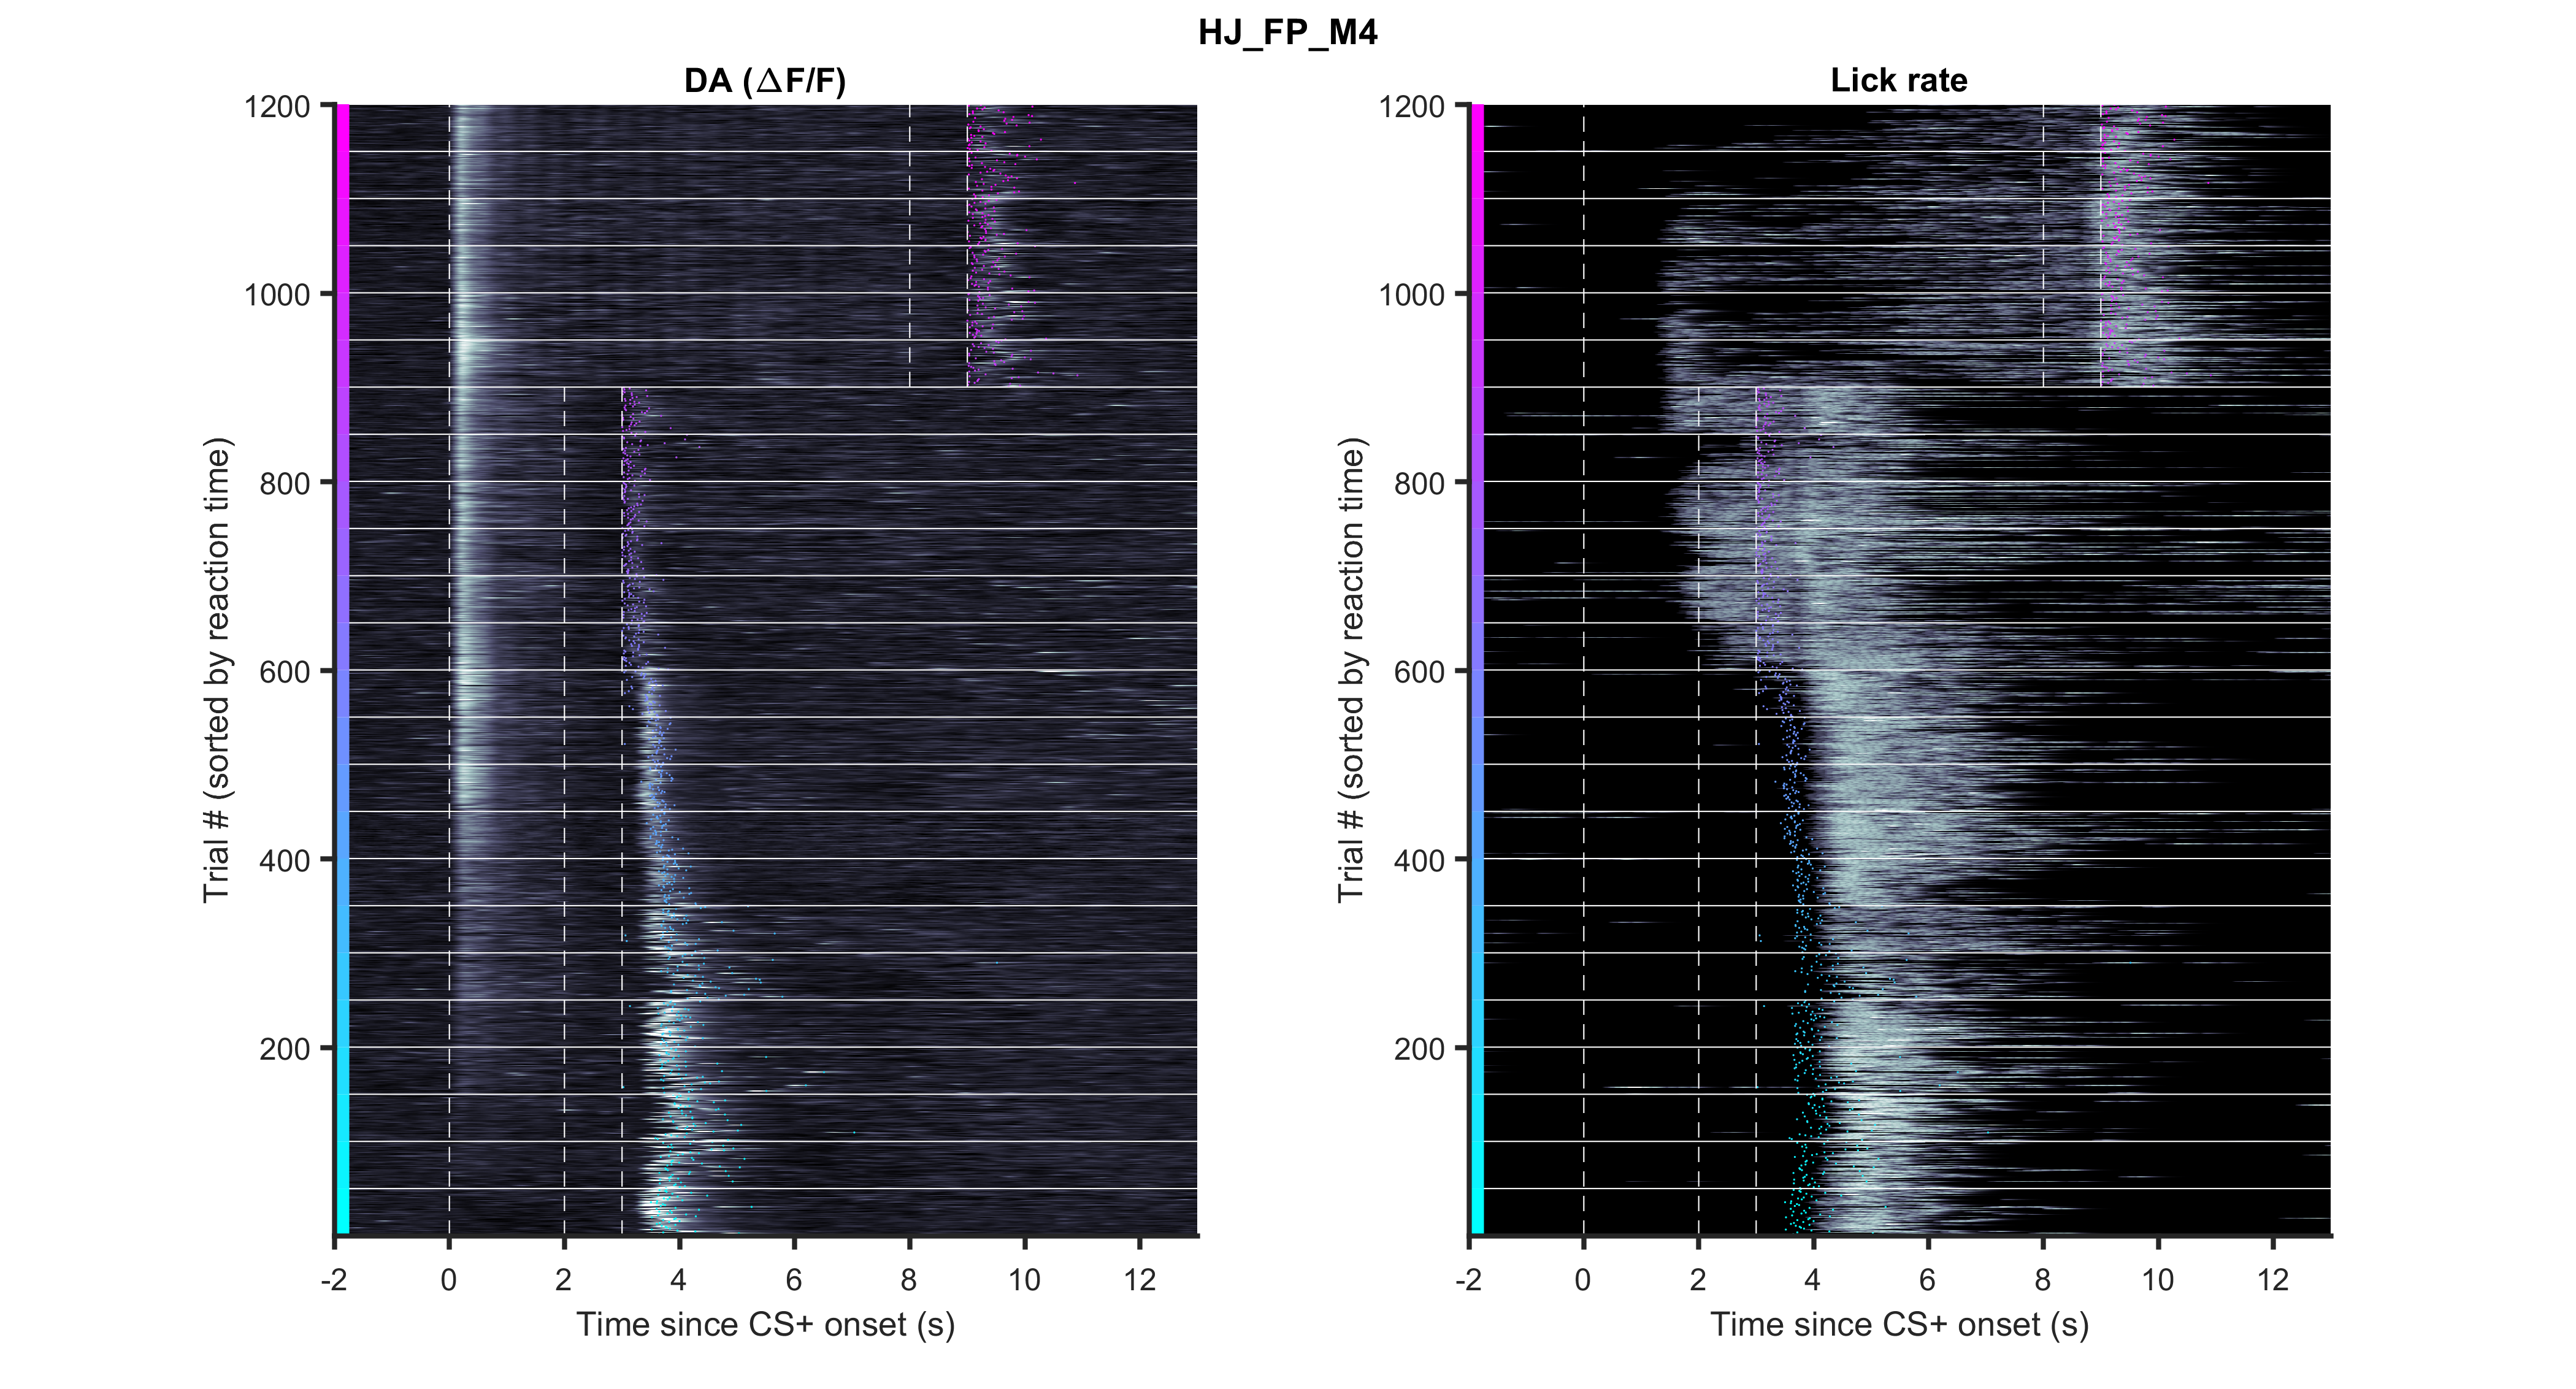 HJ_FP_M4
DA (△F/F)
Trial # (sorted by reaction time)
1200
1000
800
600
400
200
-2 0 2 4 6 8 10 12
Time since CS+ onset (s)
Lick rate
Trial # (sorted by reaction time)
1200
1000
800
600
400
200
-2 0 2 4 6 8 10 12
Time since CS+ onset (s)